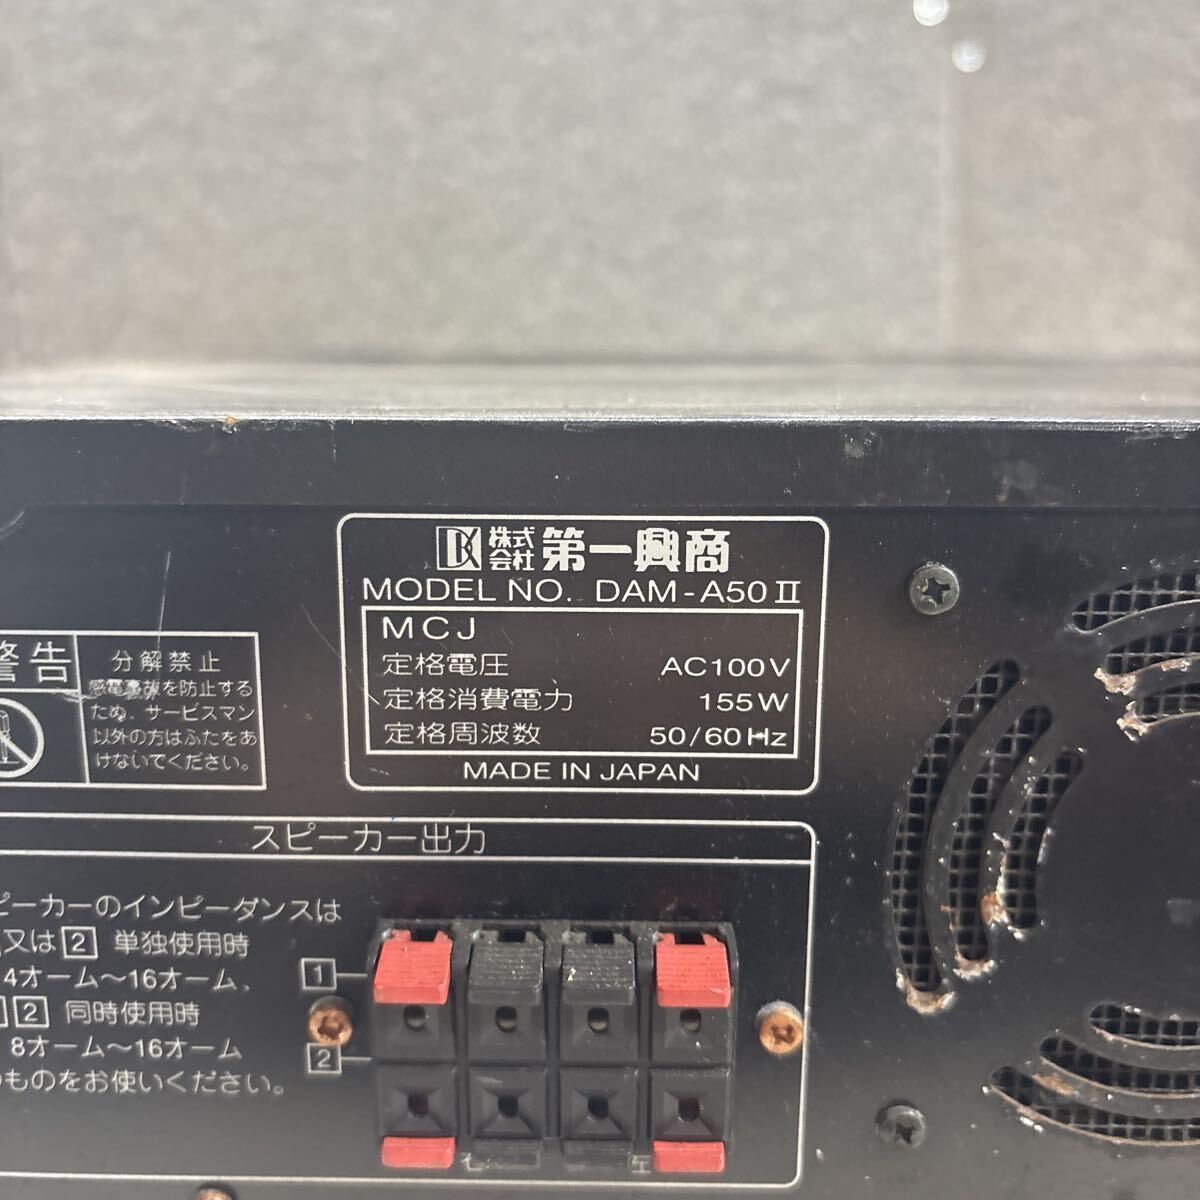 DK 株式会社 第一興商
MODEL NO. DAM-A50 II
MCJ
定格電圧 AC100V
定格消費電力 155W
定格周波数 50/60Hz
MADE IN JAPAN
警告
分解禁止
感電事故を防止する
ため、サービスマン
以外の方はふたをあ
けないでください。
スピーカー出力
ピーカーのインピーダンスは
又は 2 単独使用時
4オーム〜16オーム、
2 同時使用時
8オーム〜16オーム
ものをお使いください。
1
2
右
左